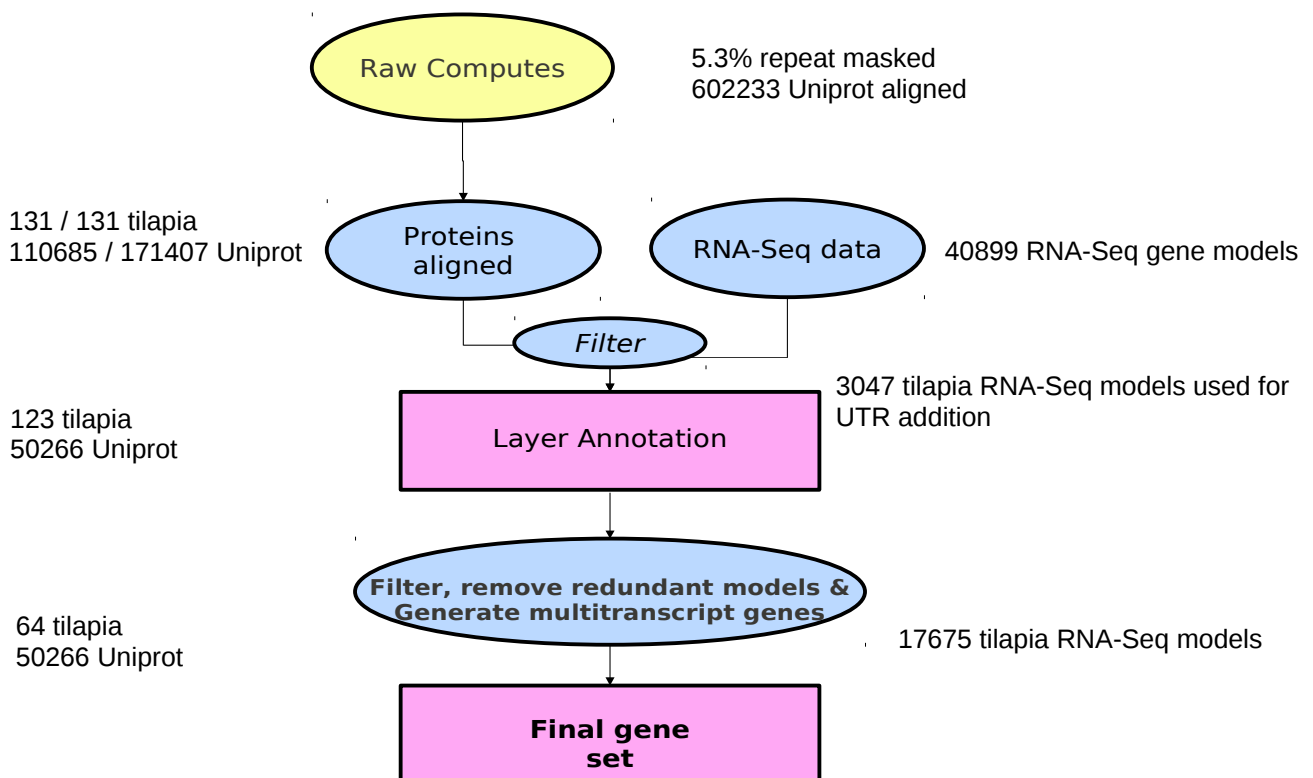 Raw Computes
5.3% repeat masked
602233 Uniprot aligned
131 / 131 tilapia
110685 / 171407 Uniprot
Proteins
aligned
RNA-Seq data
40899 RNA-Seq gene models
Filter
3047 tilapia RNA-Seq models used for
UTR addition
123 tilapia
50266 Uniprot
Layer Annotation
Filter, remove redundant models &
Generate multitranscript genes
64 tilapia
50266 Uniprot
17675 tilapia RNA-Seq models
Final gene
set